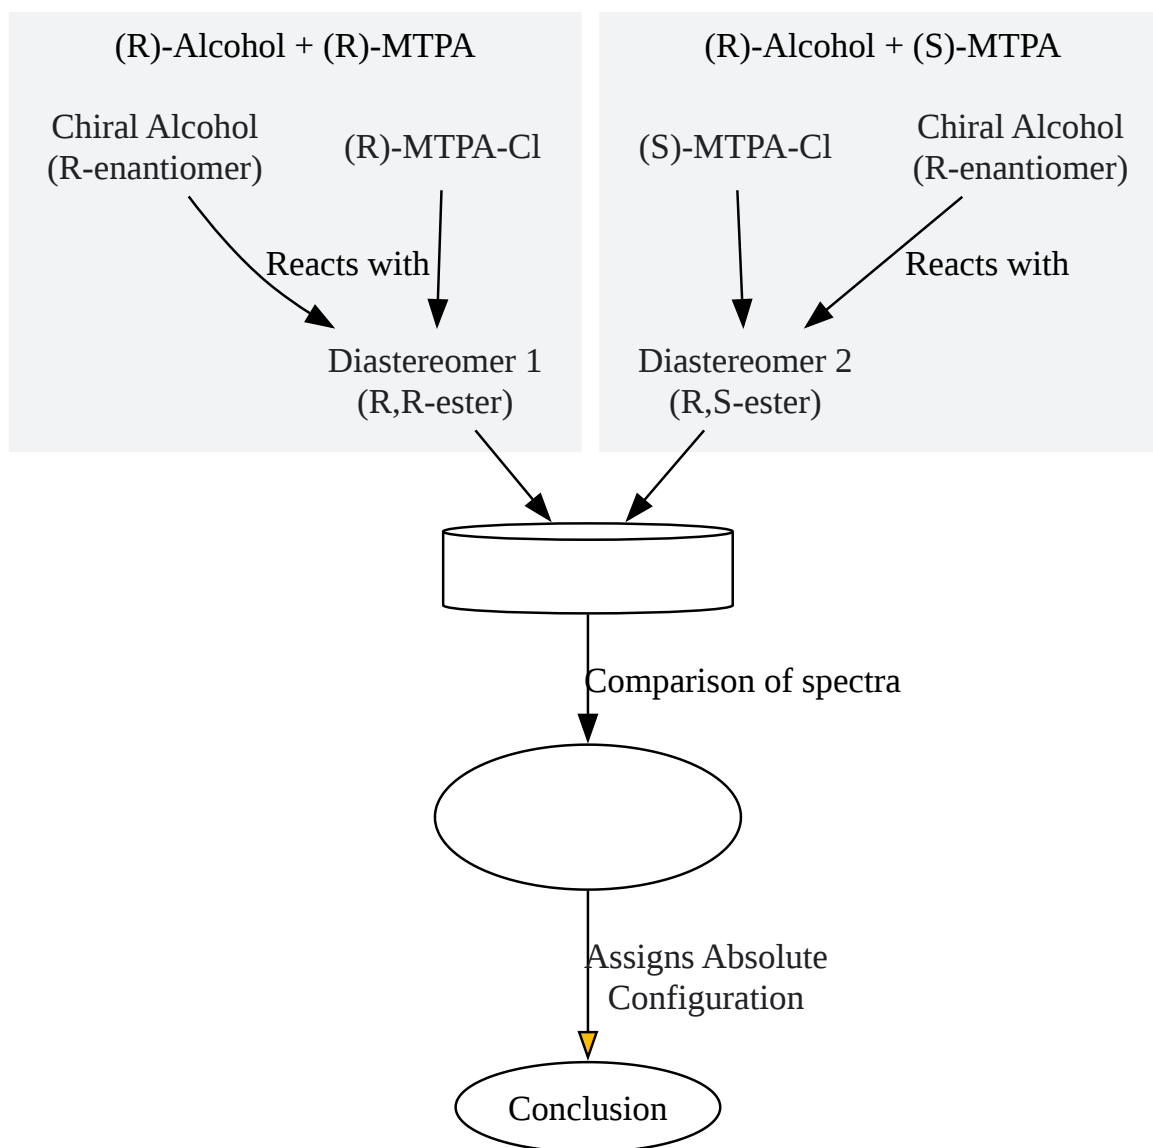 (R)-Alcohol + (R)-MTPA
Chiral Alcohol
(R-enantiomer)
(R)-MTPA-Cl
Reacts with
Diastereomer 1
(R,R-ester)
(R)-Alcohol + (S)-MTPA
(S)-MTPA-Cl
Chiral Alcohol
(R-enantiomer)
Reacts with
Diastereomer 2
(R,S-ester)
Comparison of spectra
Assigns Absolute
Configuration
Conclusion